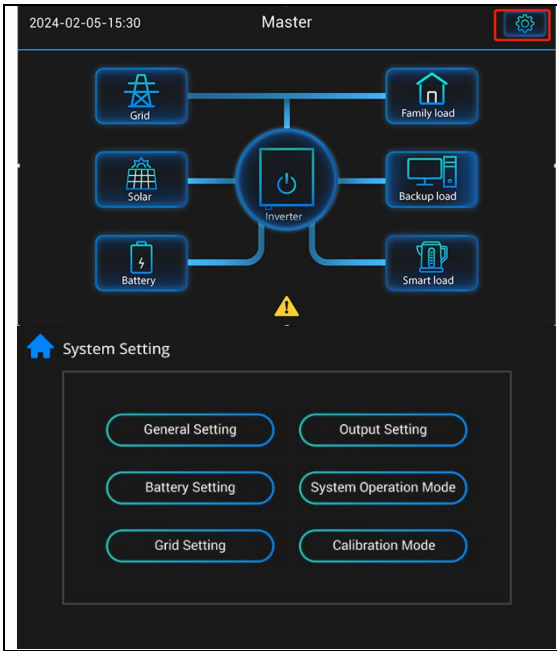 2024-02-05-15:30 Master
Grid
Family load
Solar
Inverter
Backup load
Battery
Smart load
System Setting
General Setting
Output Setting
Battery Setting
System Operation Mode
Grid Setting
Calibration Mode